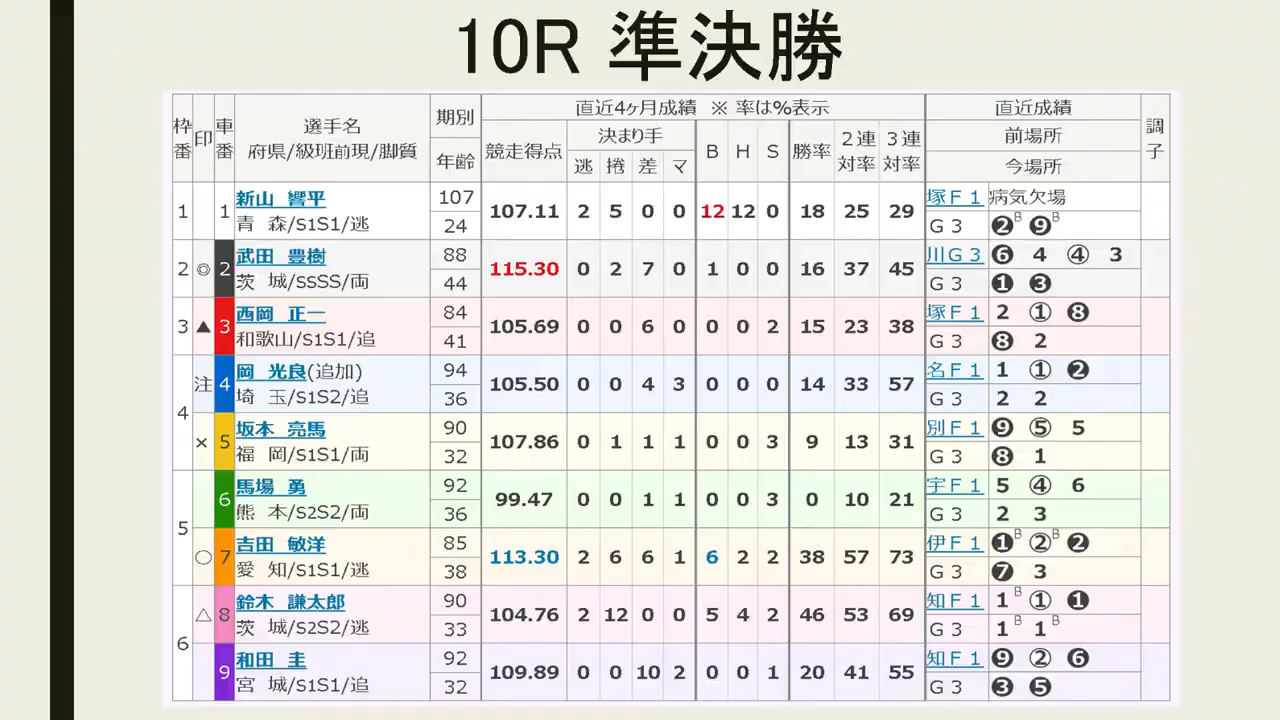 10R 準決勝
枠番 印 車番 選手名 府県/級班前現/脚質 期別 年齢 直近4ヶ月成績 ※ 率は%表示 直近成績 調子
競走得点 決まり手 B H S 勝率 2連対率 3連対率 前場所
逃 捲 差 マ 今場所
1 1 新山 響平 107 107.11 2 5 0 0 12 12 0 18 25 29 塚F1 病気欠場
青 森/S1S1/逃 24 G3 ❷B ❾B
2 ◎ 2 武田 豊樹 88 115.30 0 2 7 0 1 0 0 16 37 45 川G3 ❻ 4 ④ 3
茨 城/SSSS/両 44 G3 ❶ ❸
3 ▲ 3 西岡 正一 84 105.69 0 0 6 0 0 0 2 15 23 38 塚F1 2 ① ❽
和歌山/S1S1/追 41 G3 ❽ 2
4 注 4 岡 光良(追加) 94 105.50 0 0 4 3 0 0 0 14 33 57 名F1 1 ① ❷
埼 玉/S1S2/追 36 G3 2 2
× 5 坂本 亮馬 90 107.86 0 1 1 1 0 0 3 9 13 31 別F1 ❾ ⑤ 5
福 岡/S1S1/両 32 G3 ❽ 1
5 6 馬場 勇 92 99.47 0 0 1 1 0 0 3 0 10 21 宇F1 5 ④ 6
熊 本/S2S2/両 36 G3 2 3
○ 7 吉田 敏洋 85 113.30 2 6 6 1 6 2 2 38 57 73 伊F1 ❶B ②B ❷
愛 知/S1S1/逃 38 G3 ❼ 3
6 △ 8 鈴木 謙太郎 90 104.76 2 12 0 0 5 4 2 46 53 69 知F1 1B ① ❶
茨 城/S2S2/逃 33 G3 1B 1B
9 和田 圭 92 109.89 0 0 10 2 0 0 1 20 41 55 知F1 ❾ ② ❻
宮 城/S1S1/追 32 G3 ❸ ❺